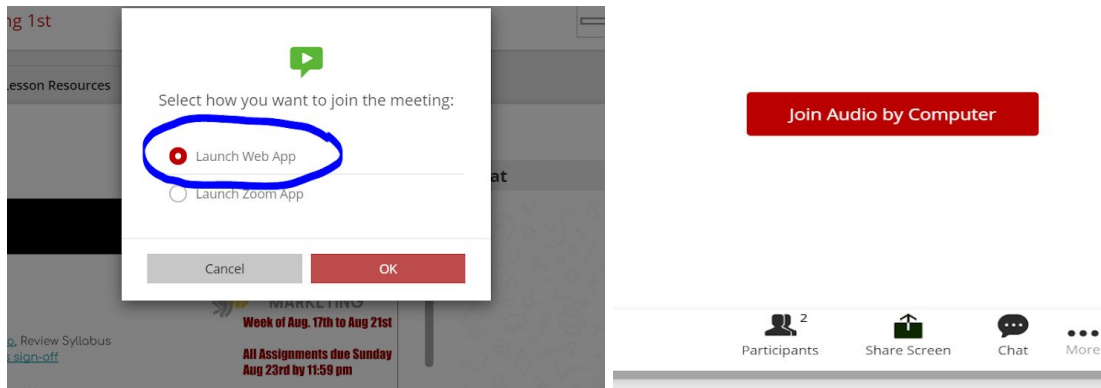 ng 1st
Lesson Resources
Select how you want to join the meeting:
Launch Web App
Launch Zoom App
at
Cancel
OK
MARKETING
Week of Aug. 17th to Aug 21st
o, Review Syllabus
s sign-off
All Assignments due Sunday
Aug 23rd by 11:59 pm
Join Audio by Computer
2
Participants
Share Screen
Chat
More